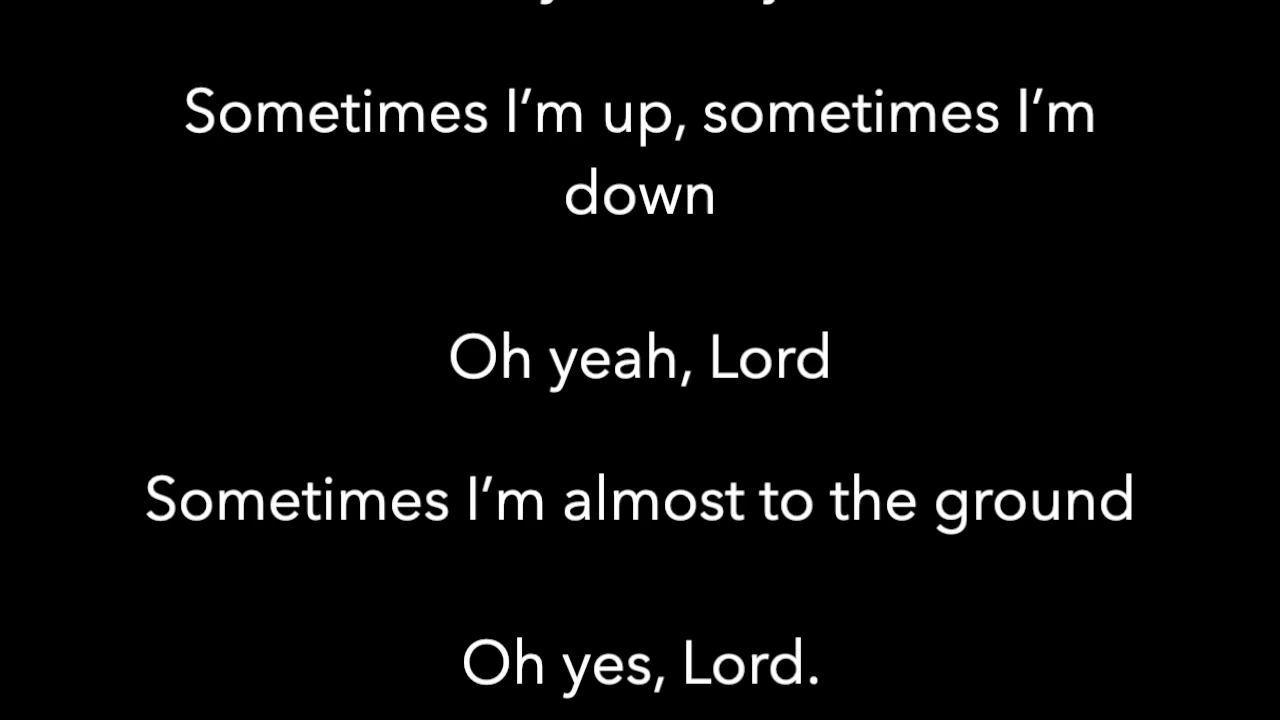 Sometimes I’m up, sometimes I’m
down
Oh yeah, Lord
Sometimes I’m almost to the ground
Oh yes, Lord.